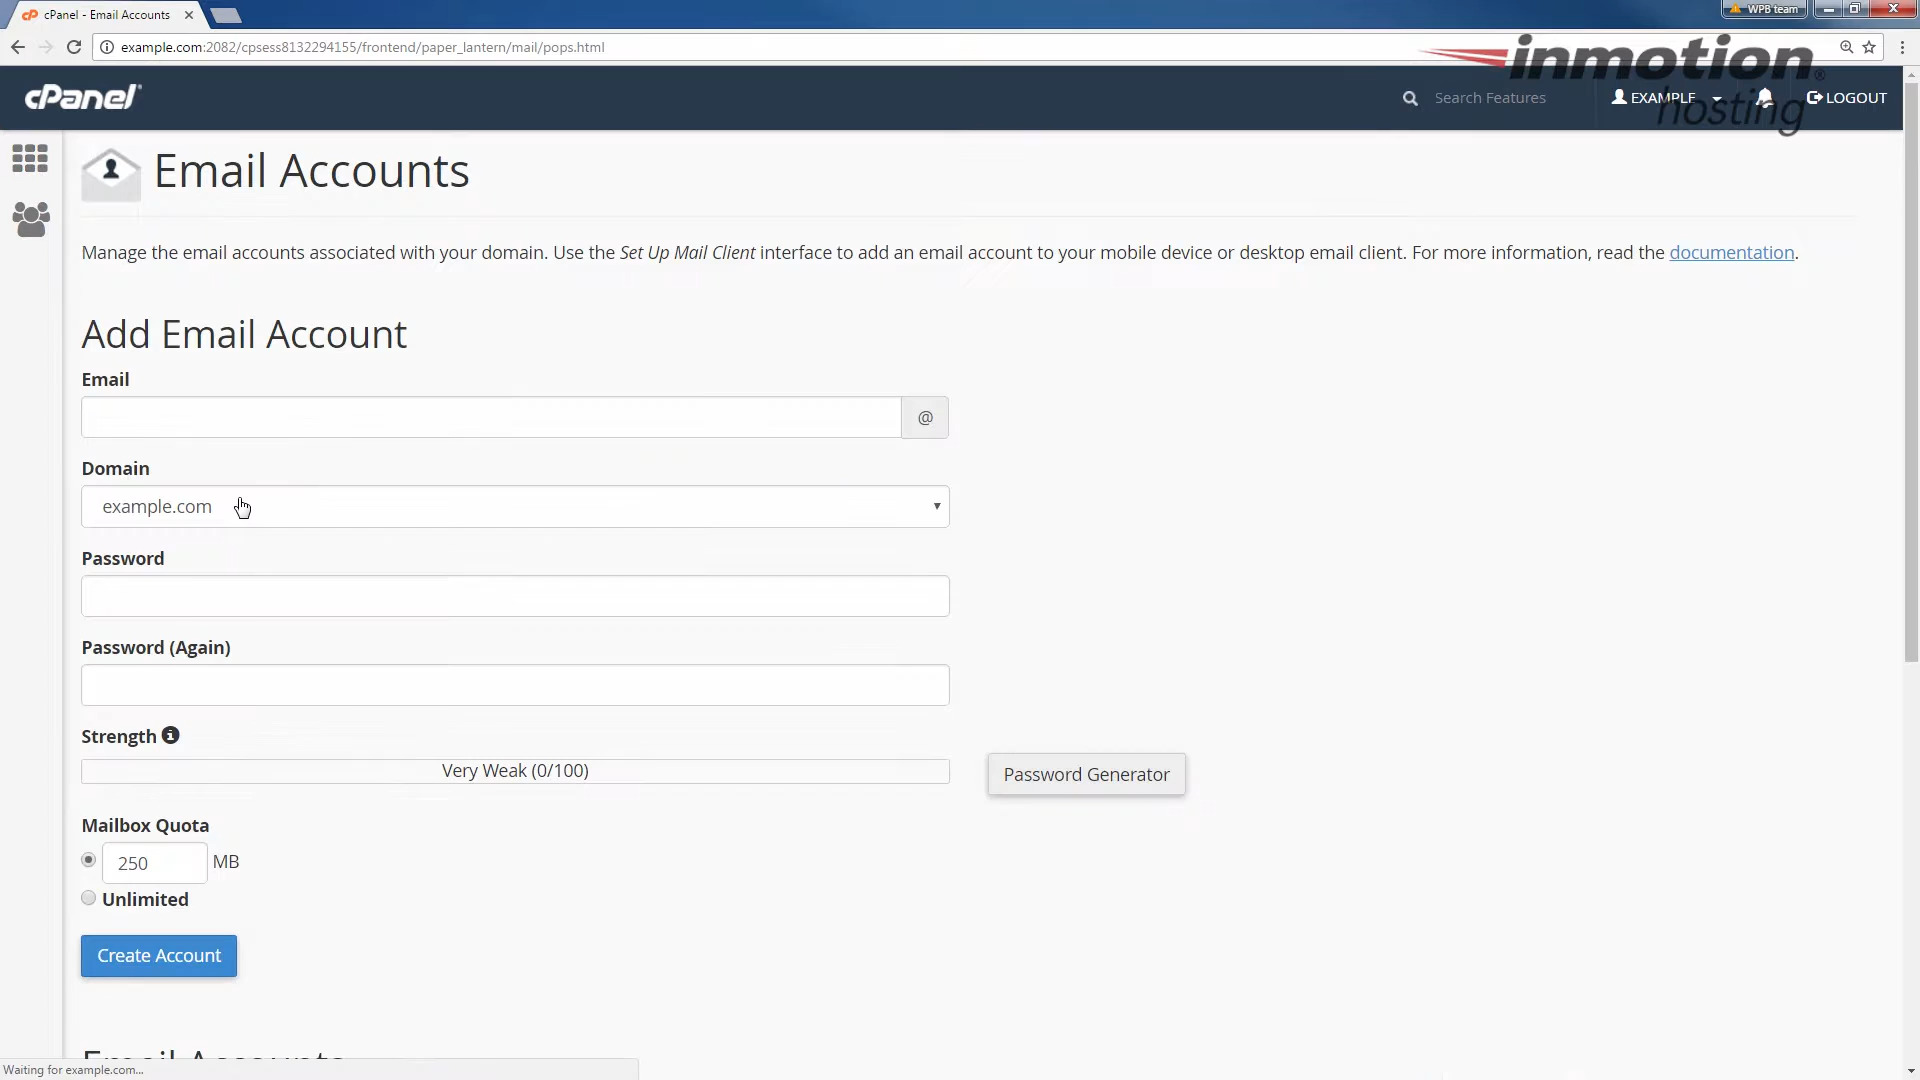 cPanel - Email Accounts
WPB team
example.com:2082/cpsess8132294155/frontend/paper_lantern/mail/pops.html
inmotion®
hosting
cPanel®
Search Features
EXAMPLE
LOGOUT
Email Accounts
Manage the email accounts associated with your domain. Use the Set Up Mail Client interface to add an email account to your mobile device or desktop email client. For more information, read the documentation.
Add Email Account
Email
@
Domain
example.com
Password
Password (Again)
Strength
Very Weak (0/100)
Password Generator
Mailbox Quota
250 MB
Unlimited
Create Account
Email Accounts
Waiting for example.com...